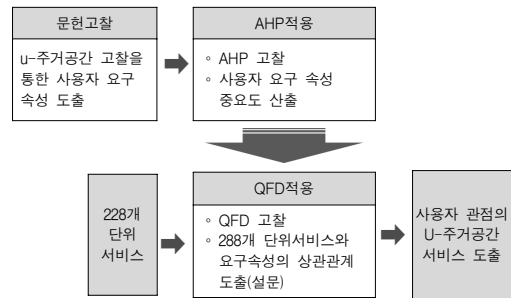 문헌고찰
u-주거공간 고찰을
통한 사용자 요구
속성 도출
AHP적용
◦ AHP 고찰
◦ 사용자 요구 속성
중요도 산출
228개
단위
서비스
QFD적용
◦ QFD 고찰
◦ 288개 단위서비스와
요구속성의 상관관계
도출(설문)
사용자 관점의
U-주거공간
서비스 도출